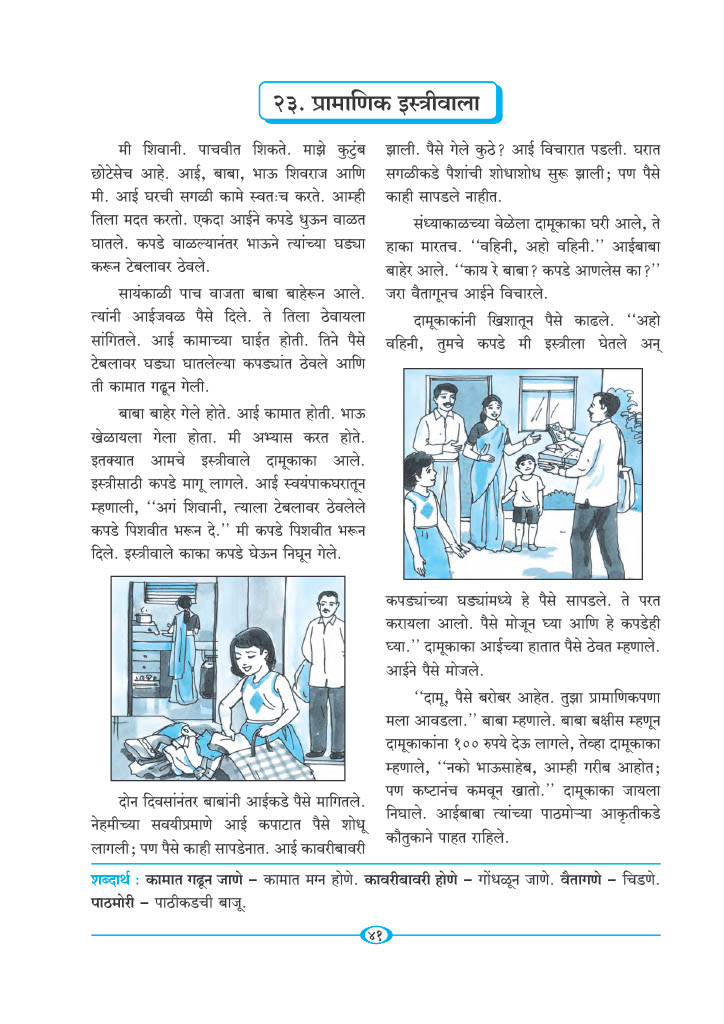 २३. प्रामाणिक इस्त्रीवाला
मी शिवानी. पाचवीत शिकते. माझे कुटुंब
छोटेसेच आहे. आई, बाबा, भाऊ शिवराज आणि
मी. आई घरची सगळी कामे स्वतःच करते. आम्ही
तिला मदत करतो. एकदा आईने कपडे धुऊन वाळत
घातले. कपडे वाळल्यानंतर भाऊने त्यांच्या घड्या
करून टेबलावर ठेवले.
सायंकाळी पाच वाजता बाबा बाहेरून आले.
त्यांनी आईजवळ पैसे दिले. ते तिला ठेवायला
सांगितले. आई कामाच्या घाईत होती. तिने पैसे
टेबलावर घड्या घातलेल्या कपड्यांत ठेवले आणि
ती कामात गढून गेली.
बाबा बाहेर गेले होते. आई कामात होती. भाऊ
खेळायला गेला होता. मी अभ्यास करत होते.
इतक्यात आमचे इस्त्रीवाले दामूकाका आले.
इस्त्रीसाठी कपडे मागू लागले. आई स्वयंपाकघरातून
म्हणाली, ‘‘अगं शिवानी, त्याला टेबलावर ठेवलेले
कपडे पिशवीत भरून दे.’’ मी कपडे पिशवीत भरून
दिले. इस्त्रीवाले काका कपडे घेऊन निघून गेले.
दोन दिवसांनंतर बाबांनी आईकडे पैसे मागितले.
नेहमीच्या सवयीप्रमाणे आई कपाटात पैसे शोधू
लागली; पण पैसे काही सापडेनात. आई कावरीबावरी
झाली. पैसे गेले कुठे? आई विचारात पडली. घरात
सगळीकडे पैशांची शोधाशोध सुरू झाली; पण पैसे
काही सापडले नाहीत.
संध्याकाळच्या वेळेला दामूकाका घरी आले, ते
हाका मारतच. ‘‘वहिनी, अहो वहिनी.’’ आईबाबा
बाहेर आले. ‘‘काय रे बाबा? कपडे आणलेस का?’’
जरा वैतागूनच आईने विचारले.
दामूकाकांनी खिशातून पैसे काढले. ‘‘अहो
वहिनी, तुमचे कपडे मी इस्त्रीला घेतले अन्
कपड्यांच्या घड्यांमध्ये हे पैसे सापडले. ते परत
करायला आलो. पैसे मोजून घ्या आणि हे कपडेही
घ्या.’’ दामूकाका आईच्या हातात पैसे ठेवत म्हणाले.
आईने पैसे मोजले.
‘‘दामू, पैसे बरोबर आहेत. तुझा प्रामाणिकपणा
मला आवडला.’’ बाबा म्हणाले. बाबा बक्षीस म्हणून
दामूकाकांना १०० रुपये देऊ लागले, तेव्हा दामूकाका
म्हणाले, ‘‘नको भाऊसाहेब, आम्ही गरीब आहोत;
पण कष्टानंच कमवून खातो.’’ दामूकाका जायला
निघाले. आईबाबा त्यांच्या पाठमोऱ्या आकृतीकडे
कौतुकाने पाहत राहिले.
शब्दार्थ : कामात गढून जाणे – कामात मग्न होणे. कावरीबावरी होणे – गोंधळून जाणे. वैतागणे – चिडणे.
पाठमोरी – पाठीकडची बाजू.
४१